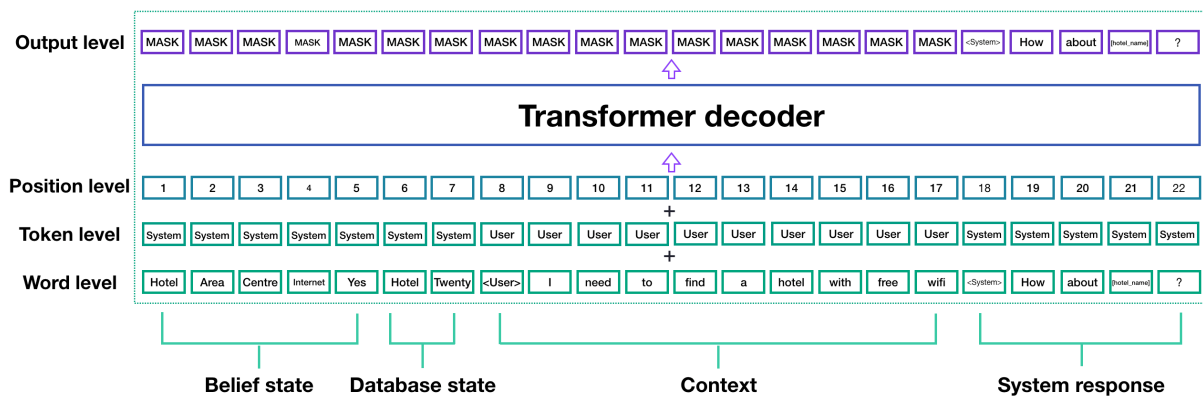 Output level MASK MASK MASK MASK MASK MASK MASK MASK MASK MASK MASK MASK MASK MASK MASK MASK MASK <System> How about [hotel_name] ?
Transformer decoder
Position level 1 2 3 4 5 6 7 8 9 10 11 12 13 14 15 16 17 18 19 20 21 22
+
Token level System System System System System System System User User User User User User User User User User System System System System System
+
Word level Hotel Area Centre Internet Yes Hotel Twenty <User> I need to find a hotel with free wifi <System> How about [hotel_name] ?
Belief state Database state Context System response